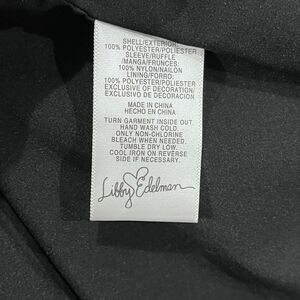 SHELL/EXTERIOR:
100% POLYESTER/POLIESTER
SLEEVE/RUFFLE
/MANGA/FRUNCES:
100% NYLON/NAILON
LINING/FORRO:
100% POLYESTER/POLIESTER
EXCLUSIVE OF DECORATION/
EXCLUSIVO DE DECORACION
MADE IN CHINA
HECHO EN CHINA
TURN GARMENT INSIDE OUT.
HAND WASH COLD.
ONLY NON-CHLORINE
BLEACH WHEN NEEDED.
TUMBLE DRY LOW.
COOL IRON ON REVERSE
SIDE IF NECESSARY.
Libby Edelman